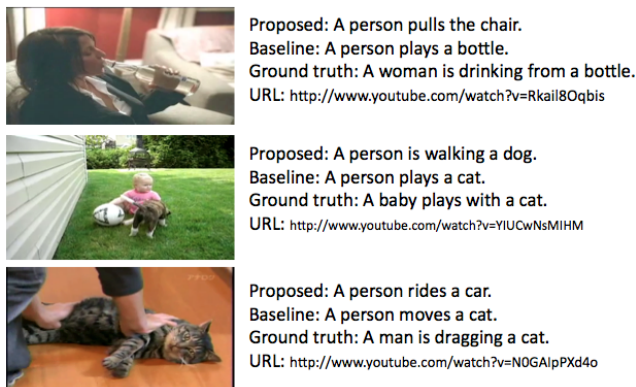 Proposed: A person pulls the chair.
Baseline: A person plays a bottle.
Ground truth: A woman is drinking from a bottle.
URL: http://www.youtube.com/watch?v=Rkail8Oqbis
Proposed: A person is walking a dog.
Baseline: A person plays a cat.
Ground truth: A baby plays with a cat.
URL: http://www.youtube.com/watch?v=YlUCwNsMIHM
Proposed: A person rides a car.
Baseline: A person moves a cat.
Ground truth: A man is dragging a cat.
URL: http://www.youtube.com/watch?v=N0GAlpPXd4o